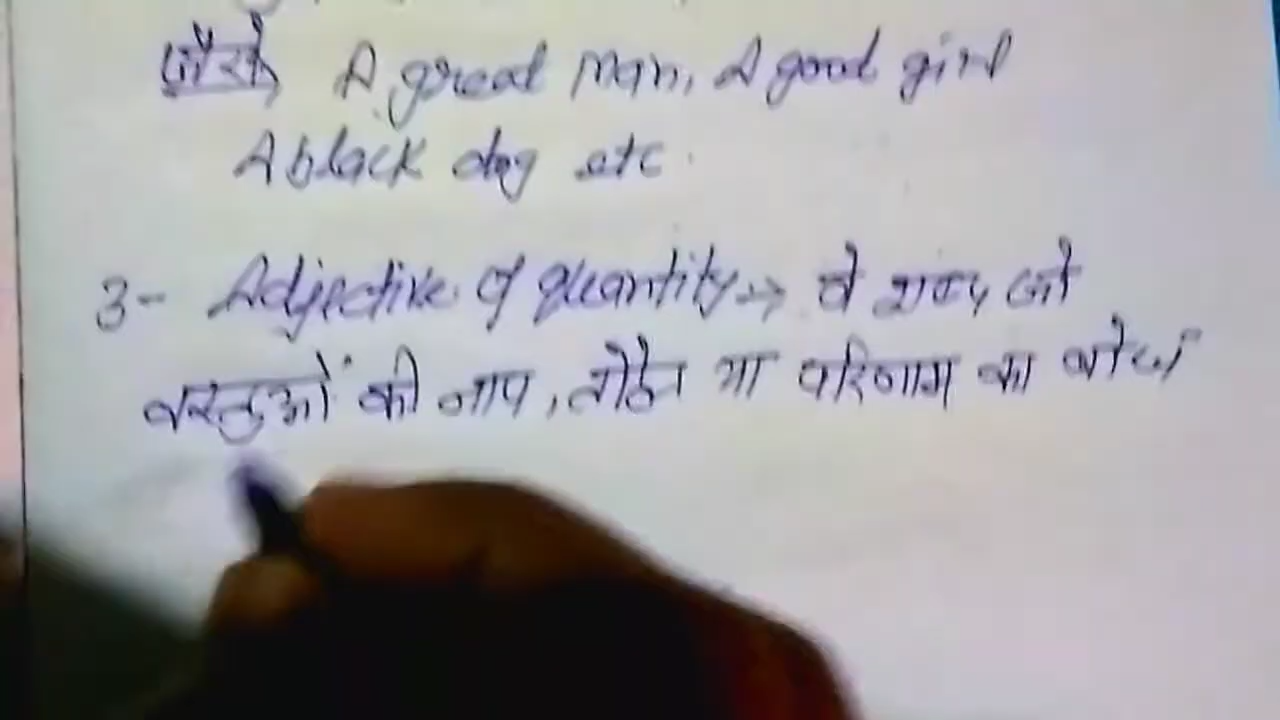 जैसे A great man, A good girl
A black dog etc.
3- Adjective of quantity → वे शब्द जो
वस्तुओं की नाप, तौल या परिणाम का बोध